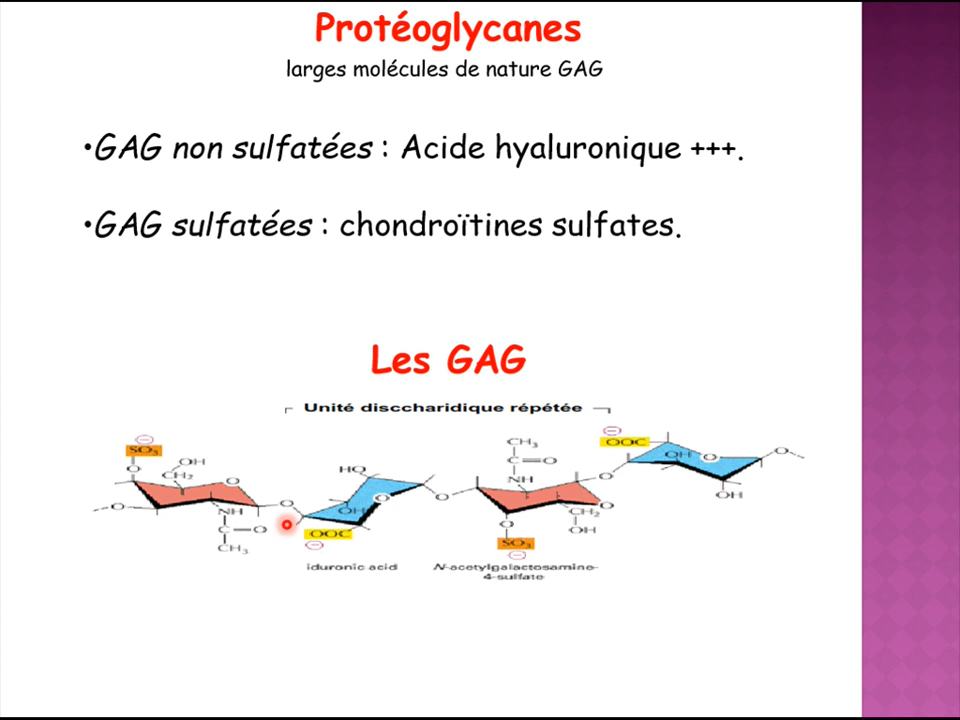 Protéoglycanes
larges molécules de nature GAG
•GAG non sulfatées : Acide hyaluronique +++.
•GAG sulfatées : chondroïtines sulfates.
Les GAG
Unité disccharidique répétée
SO₃ OH CH₂ O O O NH C O CH₃
O HO OH O OOC
O CH₃ C O NH O CH₂ OH O SO₃
O OOC OH O OH O
iduronic acid
N-acetylgalactosamine-
4-sulfate